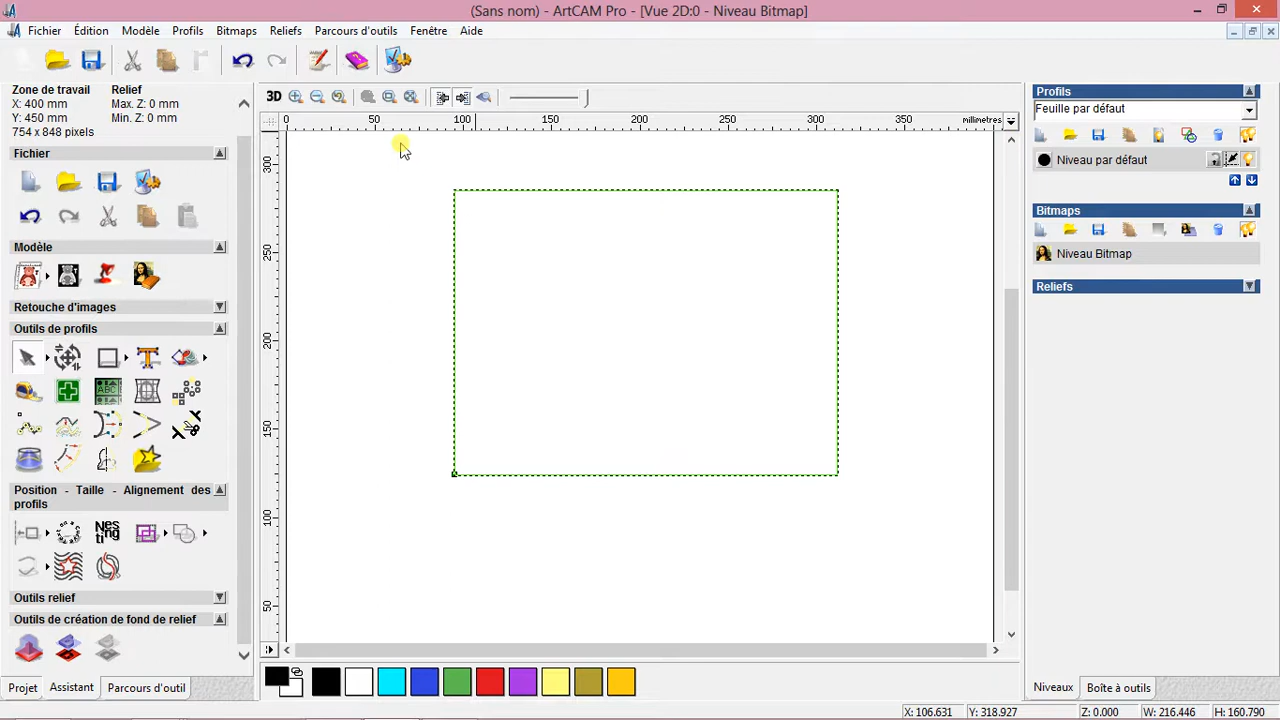 (Sans nom) - ArtCAM Pro - [Vue 2D:0 - Niveau Bitmap]
Fichier Édition Modèle Profils Bitmaps Reliefs Parcours d'outils Fenêtre Aide
Zone de travail Relief
X: 400 mm Max. Z: 0 mm
Y: 450 mm Min. Z: 0 mm
754 x 848 pixels
Fichier
Modèle
Retouche d'images
Outils de profils
ABC
Nes
ti
Position - Taille - Alignement des
profils
Outils relief
Outils de création de fond de relief
Projet Assistant Parcours d'outil
3D
0 50 100 150 200 250 300 350 millimetres
300
250
200
150
100
50
Profils
Feuille par défaut
Niveau par défaut
Bitmaps
Niveau Bitmap
Reliefs
Niveaux Boîte à outils
X: 106.631 Y: 318.927 Z: 0.000 W: 216.446 H: 160.790